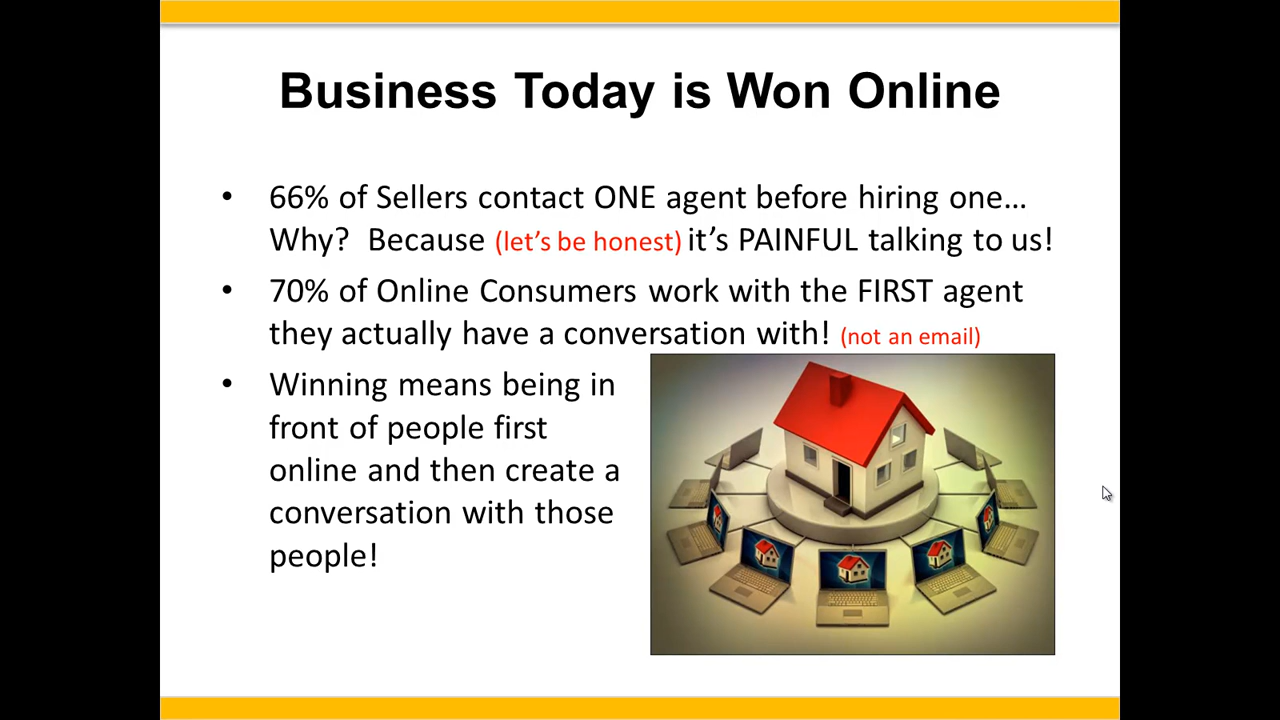 Business Today is Won Online
• 66% of Sellers contact ONE agent before hiring one…
Why?  Because (let’s be honest) it’s PAINFUL talking to us!
• 70% of Online Consumers work with the FIRST agent
they actually have a conversation with! (not an email)
• Winning means being in
front of people first
online and then create a
conversation with those
people!